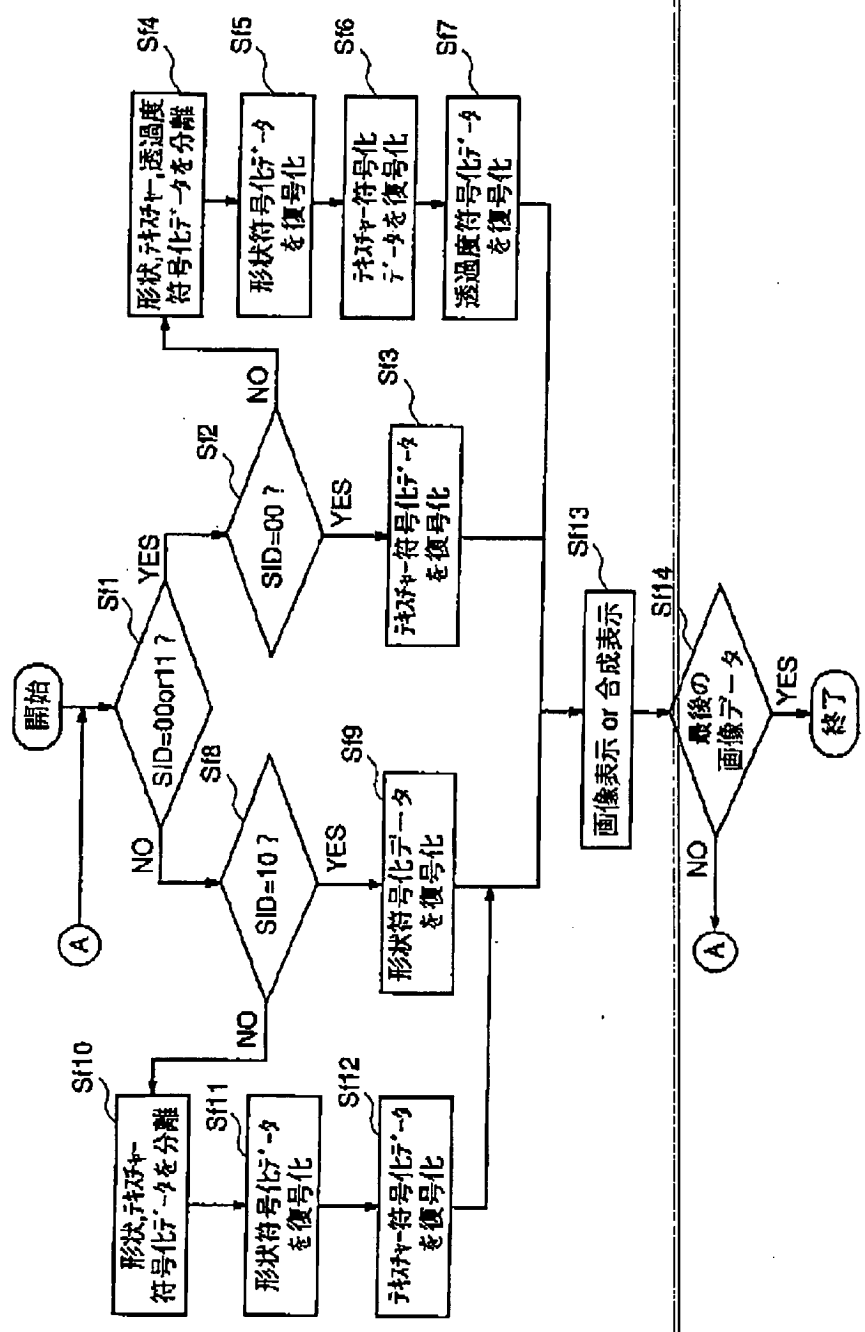 開始
A
SID=00or11 ?
Sf1
YES
NO
SID=00 ?
Sf2
NO
YES
形状,テキスチャー,透過度
符号化データを分離
Sf4
形状符号化データ
を復号化
Sf5
テキスチャー符号化
データを復号化
Sf6
透過度符号化データ
を復号化
Sf7
テキスチャー符号化データ
を復号化
Sf3
SID=10 ?
Sf8
NO
YES
形状符号化データ
を復号化
Sf9
形状,テキスチャー
符号化データを分離
Sf10
形状符号化データ
を復号化
Sf11
テキスチャー符号化データ
を復号化
Sf12
画像表示 or 合成表示
Sf13
最後の
画像データ
Sf14
NO
A
YES
終了